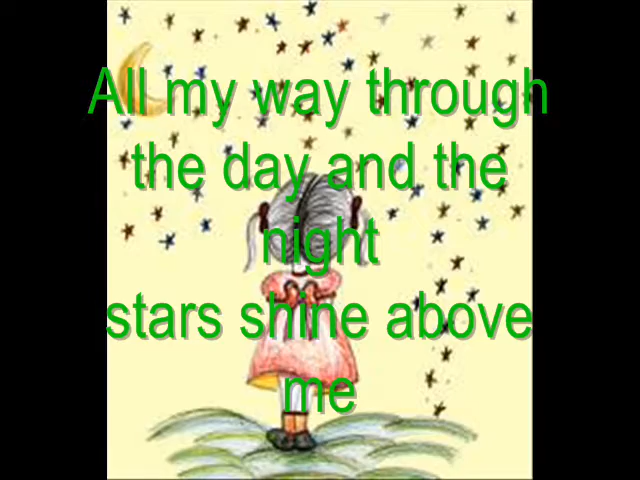 All my way through
the day and the
night
stars shine above
me